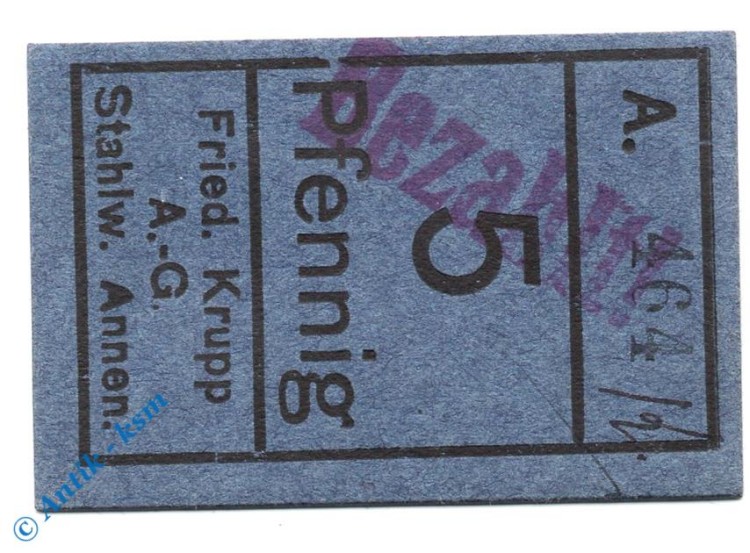 A. 464/2.
5
Pfennig
Fried. Krupp
A.-G.
Stahlw. Annen.
Bezahlt!
© Antik - ksm